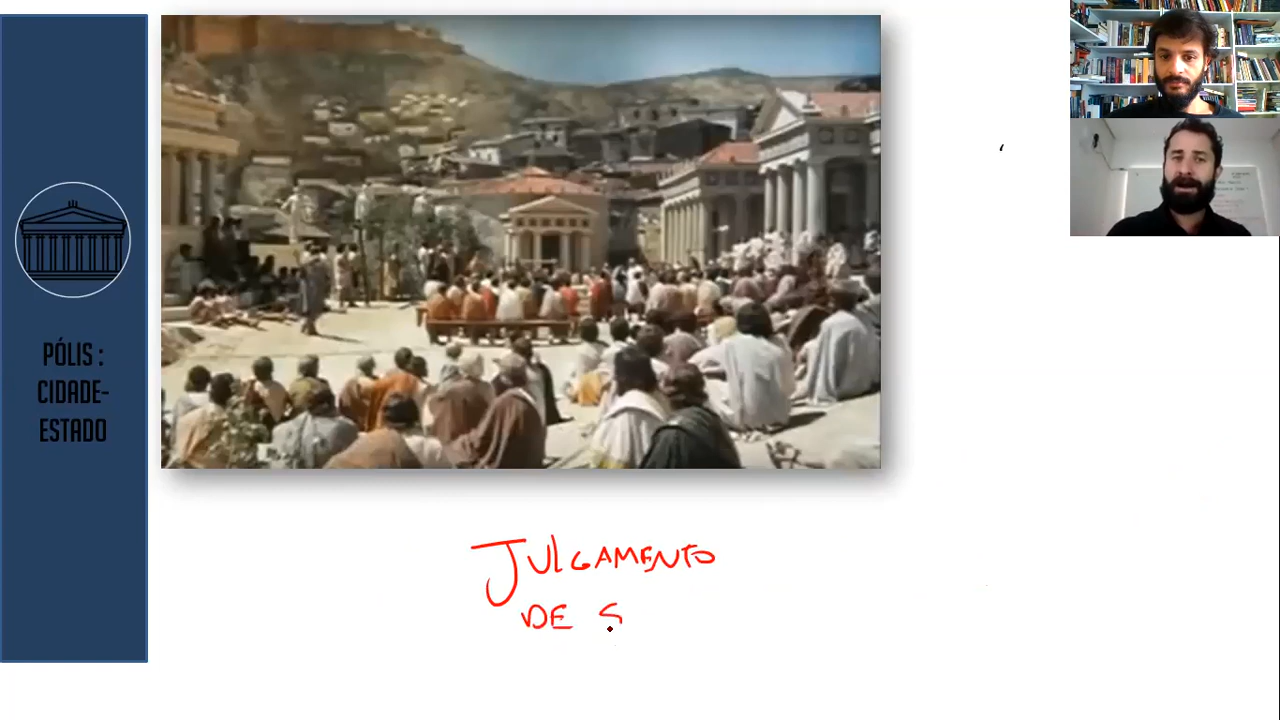 PÓLIS :
CIDADE-
ESTADO
JULGAMENTO
DE S